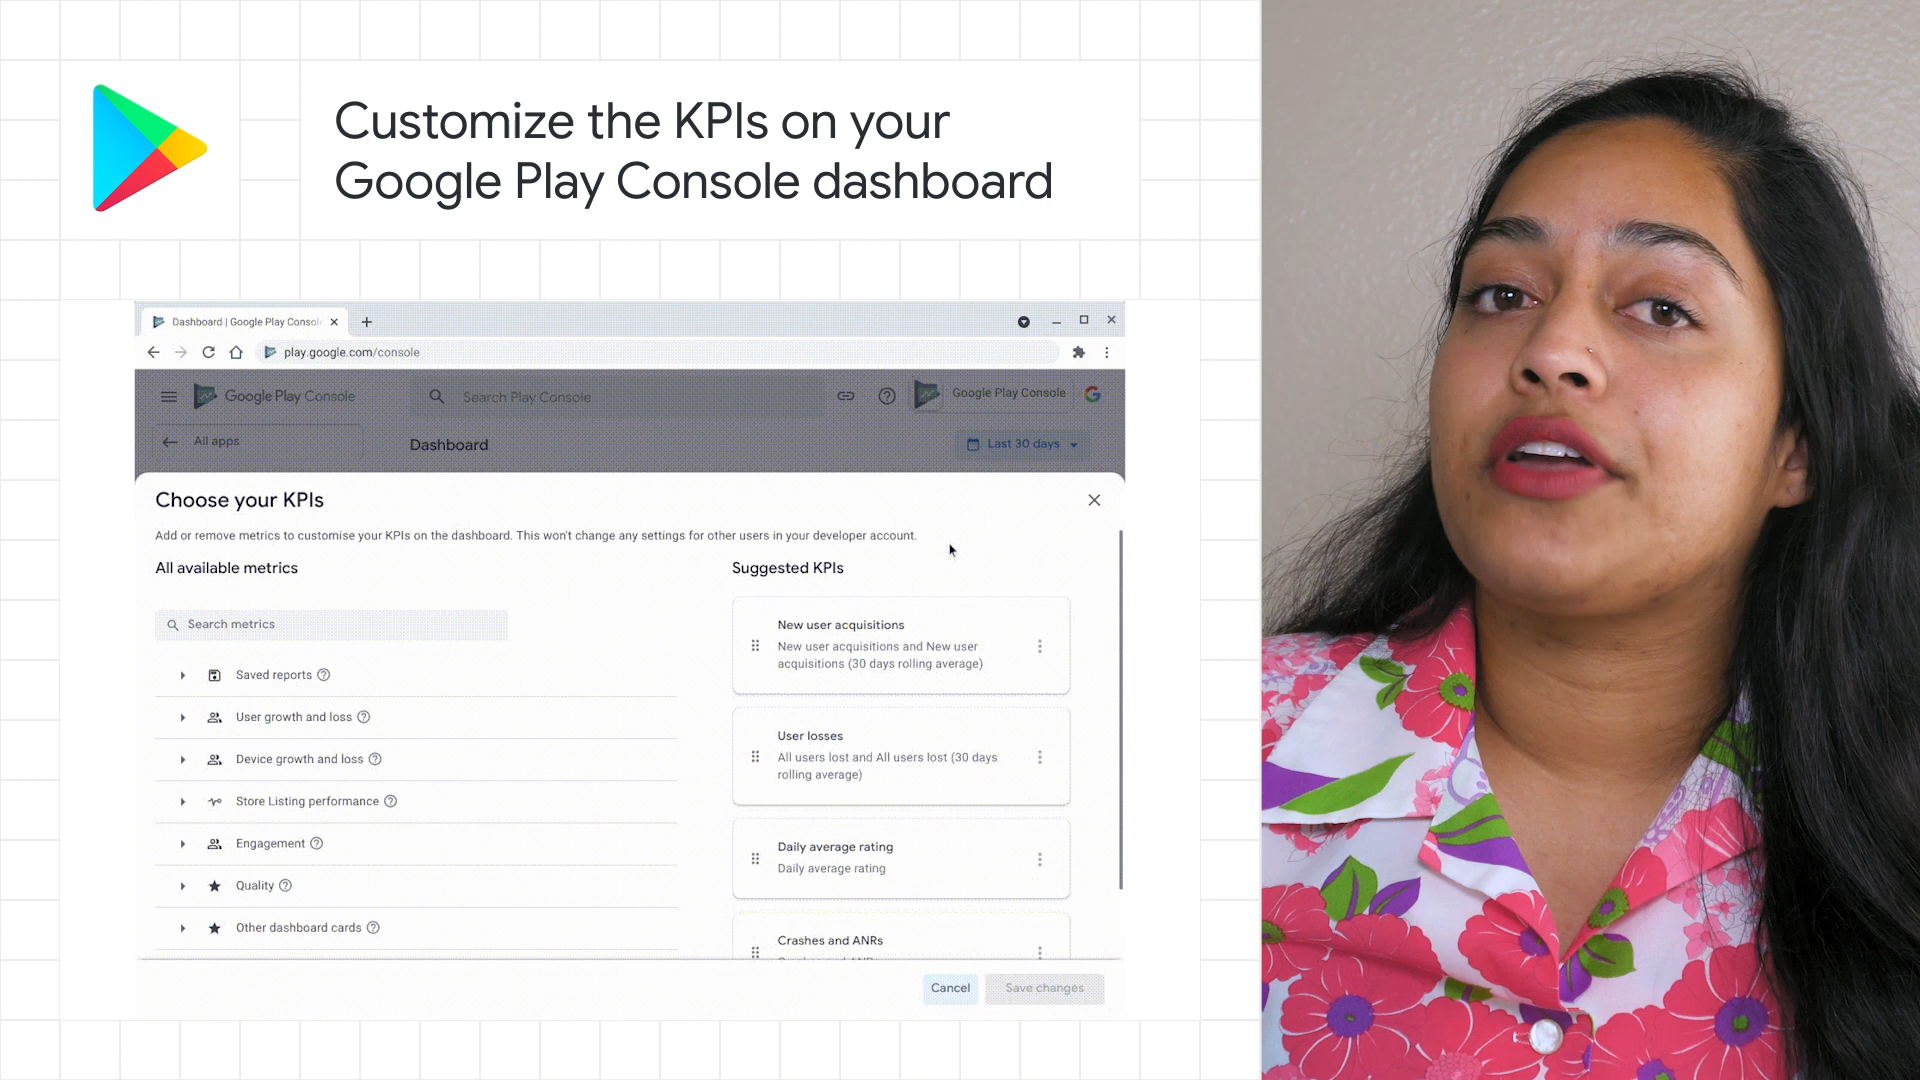 Customize the KPIs on your
Google Play Console dashboard
Dashboard | Google Play Consol
play.google.com/console
Google Play Console
Search Play Console
Google Play Console
All apps
Dashboard
Last 30 days
Choose your KPIs
Add or remove metrics to customise your KPIs on the dashboard. This won't change any settings for other users in your developer account.
All available metrics
Search metrics
Saved reports
User growth and loss
Device growth and loss
Store Listing performance
Engagement
Quality
Other dashboard cards
Suggested KPIs
New user acquisitions
New user acquisitions and New user
acquisitions (30 days rolling average)
User losses
All users lost and All users lost (30 days
rolling average)
Daily average rating
Daily average rating
Crashes and ANRs
Cancel
Save changes